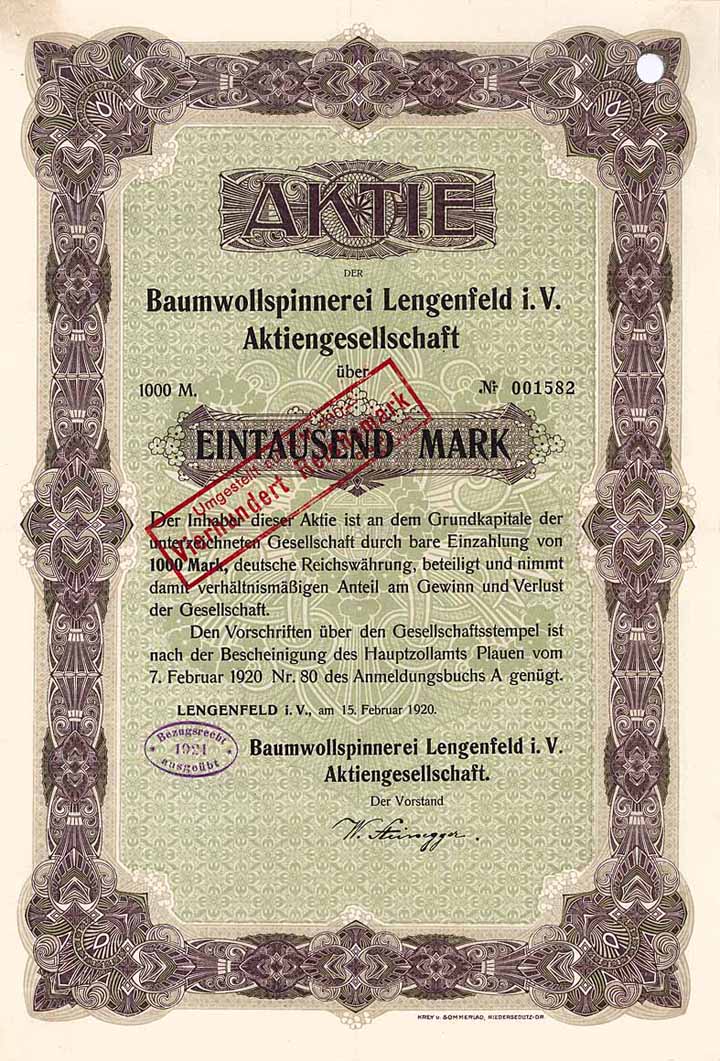 AKTIE
DER
Baumwollspinnerei Lengenfeld i. V.
Aktiengesellschaft
über
1000 M.
№ 001582
EINTAUSEND MARK
Umgestellt
Vierhundert Reichsmark
Der Inhaber dieser Aktie ist an dem Grundkapitale der
unterzeichneten Gesellschaft durch bare Einzahlung von
1000 Mark, deutsche Reichswährung, beteiligt und nimmt
damit verhältnismäßigen Anteil am Gewinn und Verlust
der Gesellschaft.
Den Vorschriften über den Gesellschaftsstempel ist
nach der Bescheinigung des Hauptzollamts Plauen vom
7. Februar 1920 Nr. 80 des Anmeldungsbuchs A genügt.
LENGENFELD i. V., am 15. Februar 1920.
Bezugsrecht
1921
ausgeübt
Baumwollspinnerei Lengenfeld i. V.
Aktiengesellschaft.
Der Vorstand
W.
KREY u. SOMMERLAD, NIEDERSEDLITZ-DR.